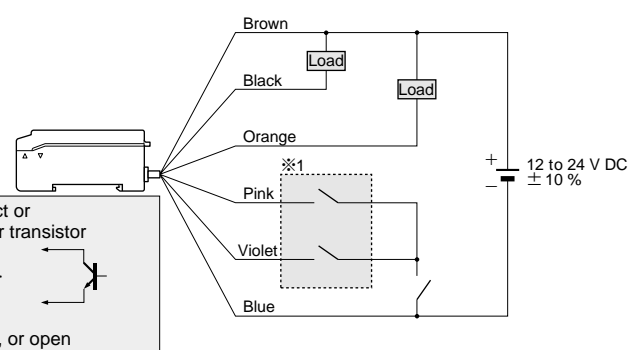 Brown
Load
Black
Load
Orange
※1
+
12 to 24 V DC
− ± 10 %
Pink
ct or
r transistor
Violet
Blue
, or open